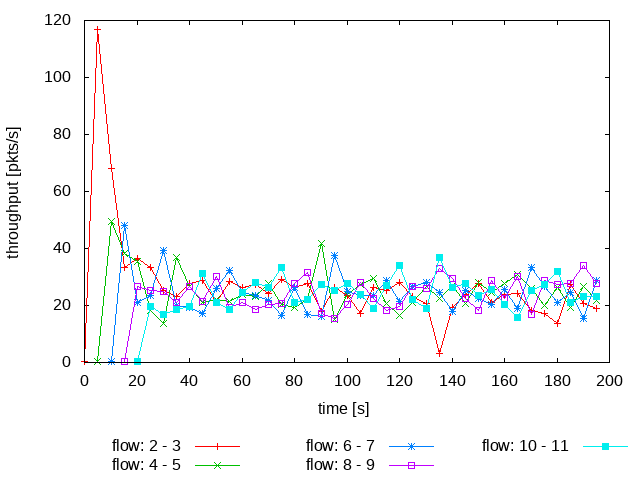 120
100
80
60
40
20
0
throughput [pkts/s]
0 20 40 60 80 100 120 140 160 180 200
time [s]
flow: 2 - 3 flow: 6 - 7 flow: 10 - 11
flow: 4 - 5 flow: 8 - 9